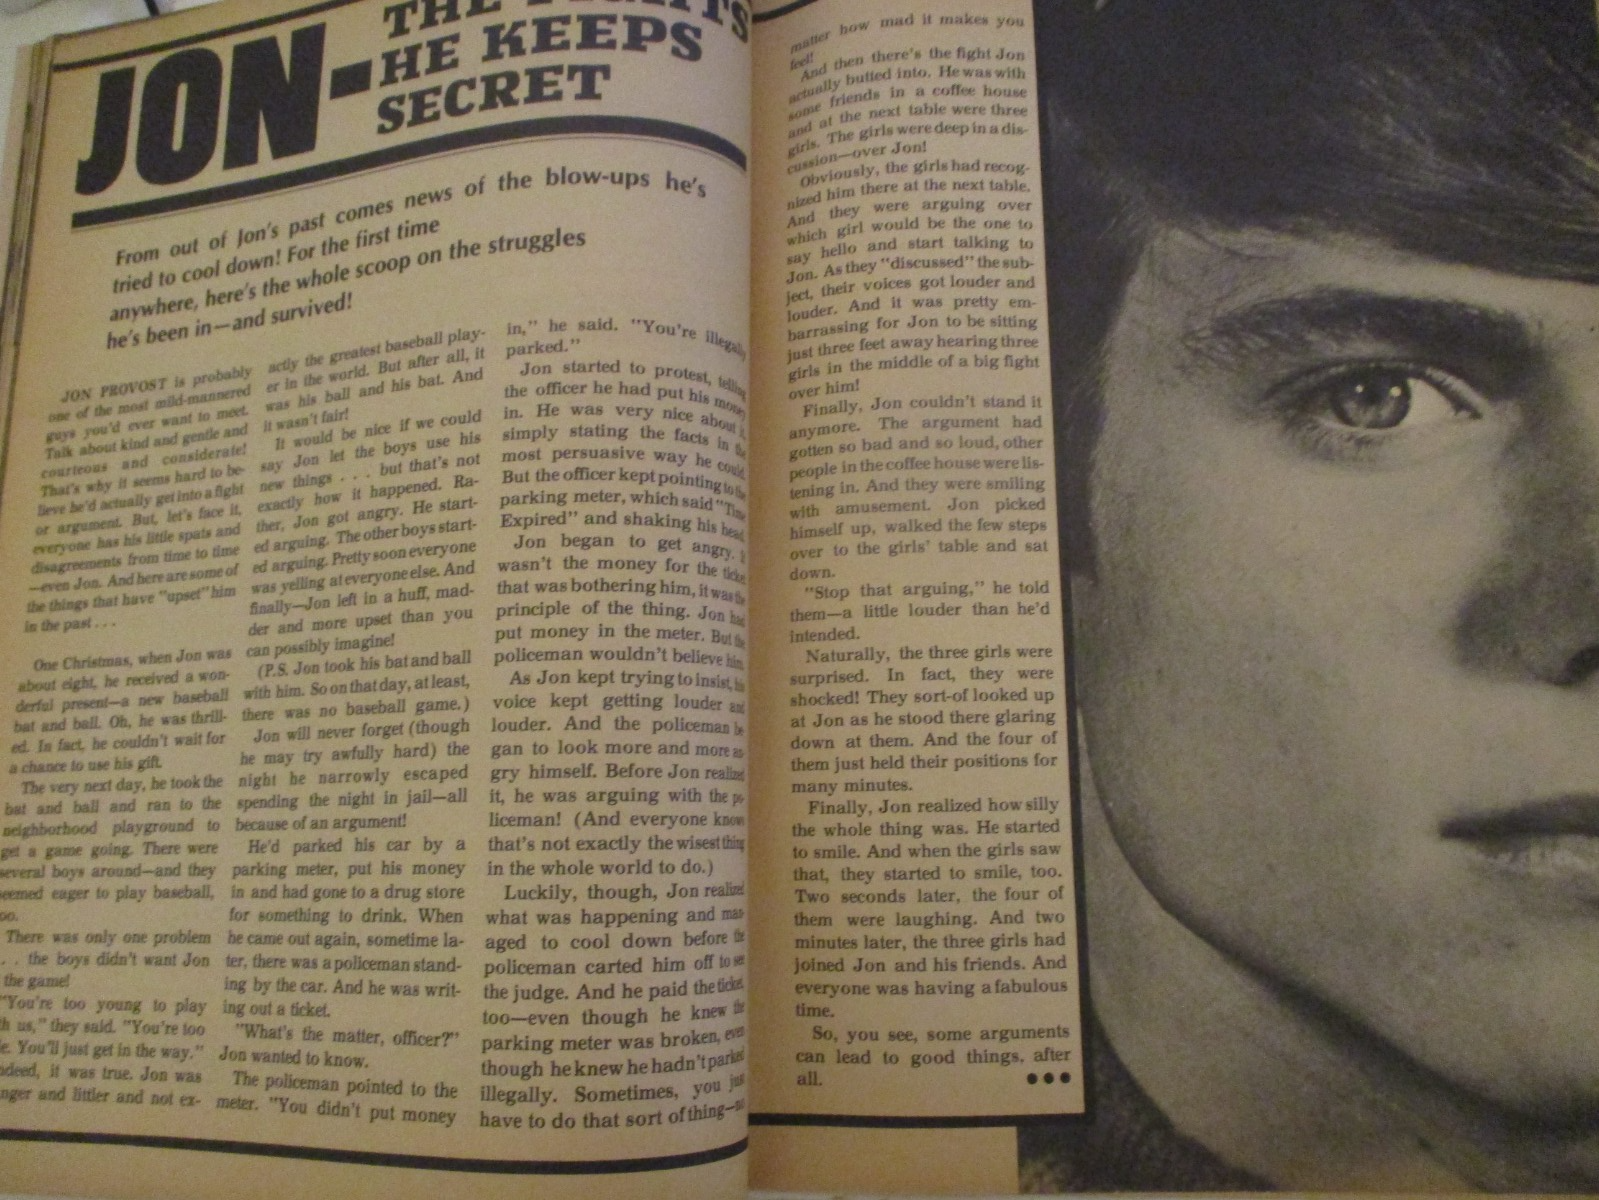 JON-
THE FIGHTS
HE KEEPS
SECRET
From out of Jon's past comes news of the blow-ups he's
tried to cool down! For the first time
anywhere, here's the whole scoop on the struggles
he's been in—and survived!
JON PROVOST is probably
one of the most mild-mannered
guys you'd ever want to meet.
Talk about kind and gentle and
courteous and considerate!
That's why it seems hard to be-
lieve he'd actually get into a fight
or argument. But, let's face it,
everyone has his little spats and
disagreements from time to time
—even Jon. And here are some of
the things that have "upset" him
in the past . . .
One Christmas, when Jon was
about eight, he received a won-
derful present—a new baseball
bat and ball. Oh, he was thrill-
ed. In fact, he couldn't wait for
a chance to use his gift.
The very next day, he took the
bat and ball and ran to the
neighborhood playground to
get a game going. There were
several boys around—and they
seemed eager to play baseball,
oo.
There was only one problem
. . the boys didn't want Jon
the game!
"You're too young to play
h us," they said. "You're too
e. You'll just get in the way."
ndeed, it was true. Jon was
nger and littler and not ex-
actly the greatest baseball play-
er in the world. But after all, it
was his ball and his bat. And
it wasn't fair!
It would be nice if we could
say Jon let the boys use his
new things . . . but that's not
exactly how it happened. Ra-
ther, Jon got angry. He start-
ed arguing. The other boys start-
ed arguing. Pretty soon everyone
was yelling at everyone else. And
finally—Jon left in a huff, mad-
der and more upset than you
can possibly imagine!
(P.S. Jon took his bat and ball
with him. So on that day, at least,
there was no baseball game.)
Jon will never forget (though
he may try awfully hard) the
night he narrowly escaped
spending the night in jail—all
because of an argument!
He'd parked his car by a
parking meter, put his money
in and had gone to a drug store
for something to drink. When
he came out again, sometime la-
ter, there was a policeman stand-
ing by the car. And he was writ-
ing out a ticket.
"What's the matter, officer?"
Jon wanted to know.
The policeman pointed to the
meter. "You didn't put money
in," he said. "You're illegally
parked."
Jon started to protest, telling
the officer he had put his money
in. He was very nice about it,
simply stating the facts in the
most persuasive way he could.
But the officer kept pointing to the
parking meter, which said "Time
Expired" and shaking his head.
Jon began to get angry. It
wasn't the money for the ticket
that was bothering him, it was the
principle of the thing. Jon had
put money in the meter. But the
policeman wouldn't believe him.
As Jon kept trying to insist, his
voice kept getting louder and
louder. And the policeman be
gan to look more and more an-
gry himself. Before Jon realized
it, he was arguing with the po-
liceman! (And everyone knows
that's not exactly the wisest thing
in the whole world to do.)
Luckily, though, Jon realized
what was happening and man-
aged to cool down before the
policeman carted him off to see
the judge. And he paid the ticket,
too—even though he knew the
parking meter was broken, even
though he knew he hadn't parked
illegally. Sometimes, you just
have to do that sort of thing—no
matter how mad it makes you
feel!
And then there's the fight Jon
actually butted into. He was with
some friends in a coffee house
and at the next table were three
girls. The girls were deep in a dis-
cussion—over Jon!
Obviously, the girls had recog-
nized him there at the next table.
And they were arguing over
which girl would be the one to
say hello and start talking to
Jon. As they "discussed" the sub-
ject, their voices got louder and
louder. And it was pretty em-
barrassing for Jon to be sitting
just three feet away hearing three
girls in the middle of a big fight
over him!
Finally, Jon couldn't stand it
anymore. The argument had
gotten so bad and so loud, other
people in the coffee house were lis-
tening in. And they were smiling
with amusement. Jon picked
himself up, walked the few steps
over to the girls' table and sat
down.
"Stop that arguing," he told
them—a little louder than he'd
intended.
Naturally, the three girls were
surprised. In fact, they were
shocked! They sort-of looked up
at Jon as he stood there glaring
down at them. And the four of
them just held their positions for
many minutes.
Finally, Jon realized how silly
the whole thing was. He started
to smile. And when the girls saw
that, they started to smile, too.
Two seconds later, the four of
them were laughing. And two
minutes later, the three girls had
joined Jon and his friends. And
everyone was having a fabulous
time.
So, you see, some arguments
can lead to good things, after
all. ●●●